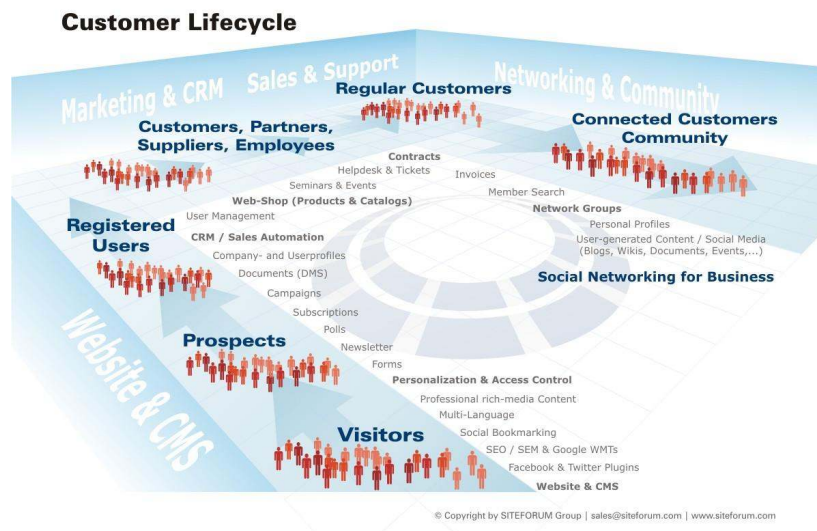 Customer Lifecycle
Marketing & CRM
Sales & Support
Networking & Community
Website & CMS
Regular Customers
Connected Customers
Community
Customers, Partners,
Suppliers, Employees
Registered
Users
Prospects
Visitors
Contracts
Helpdesk & Tickets
Invoices
Seminars & Events
Member Search
Web-Shop (Products & Catalogs)
Network Groups
User Management
Personal Profiles
CRM / Sales Automation
User-generated Content / Social Media
(Blogs, Wikis, Documents, Events,...)
Company- and Userprofiles
Documents (DMS)
Social Networking for Business
Campaigns
Subscriptions
Polls
Newsletter
Forms
Personalization & Access Control
Professional rich-media Content
Multi-Language
Social Bookmarking
SEO / SEM & Google WMTs
Facebook & Twitter Plugins
Website & CMS
© Copyright by SITEFORUM Group | sales@siteforum.com | www.siteforum.com